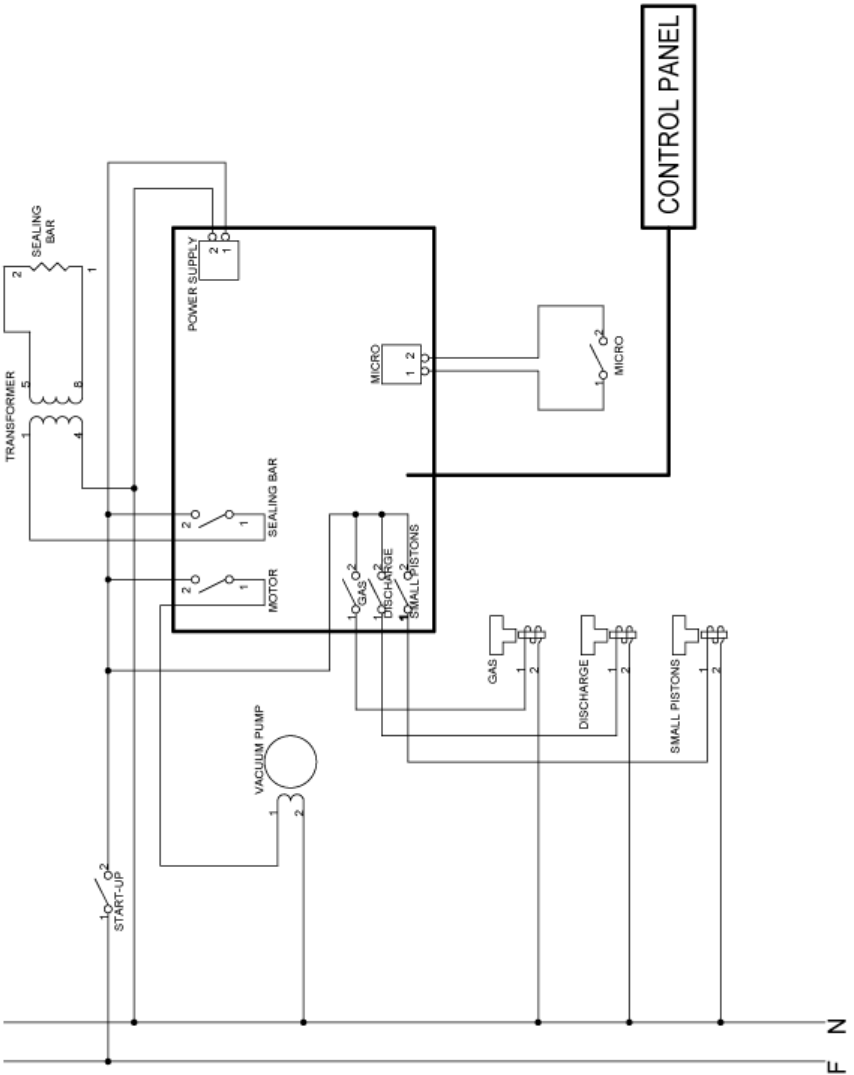 CONTROL PANEL
SEALING
BAR
2
1
TRANSFORMER
5
8
1
4
POWER SUPPLY
2
1
MICRO
1 2
1 2
MICRO
2 1
SEALING BAR
2 1
MOTOR
1 2
GAS
1 2
DISCHARGE
1 2
SMALL PISTONS
GAS
1
2
DISCHARGE
1
2
SMALL PISTONS
1
2
VACUUM PUMP
1
2
1 2
START-UP
F N